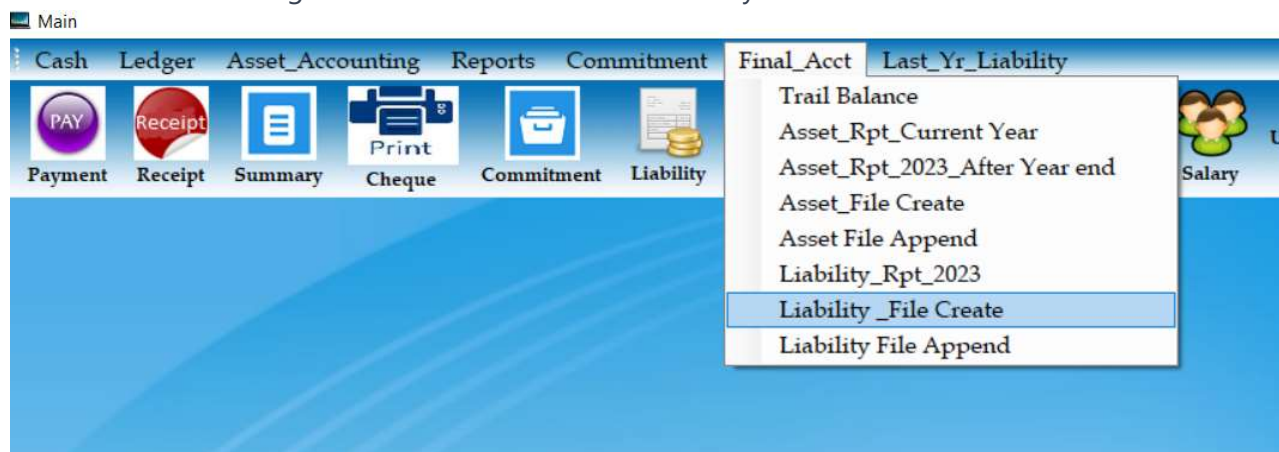 Main
Cash Ledger Asset_Accounting Reports Commitment Final_Acct Last_Yr_Liability
PAY Receipt Print
Payment Receipt Summary Cheque Commitment Liability Salary
Trail Balance
Asset_Rpt_Current Year
Asset_Rpt_2023_After Year end
Asset_File Create
Asset File Append
Liability_Rpt_2023
Liability _File Create
Liability File Append